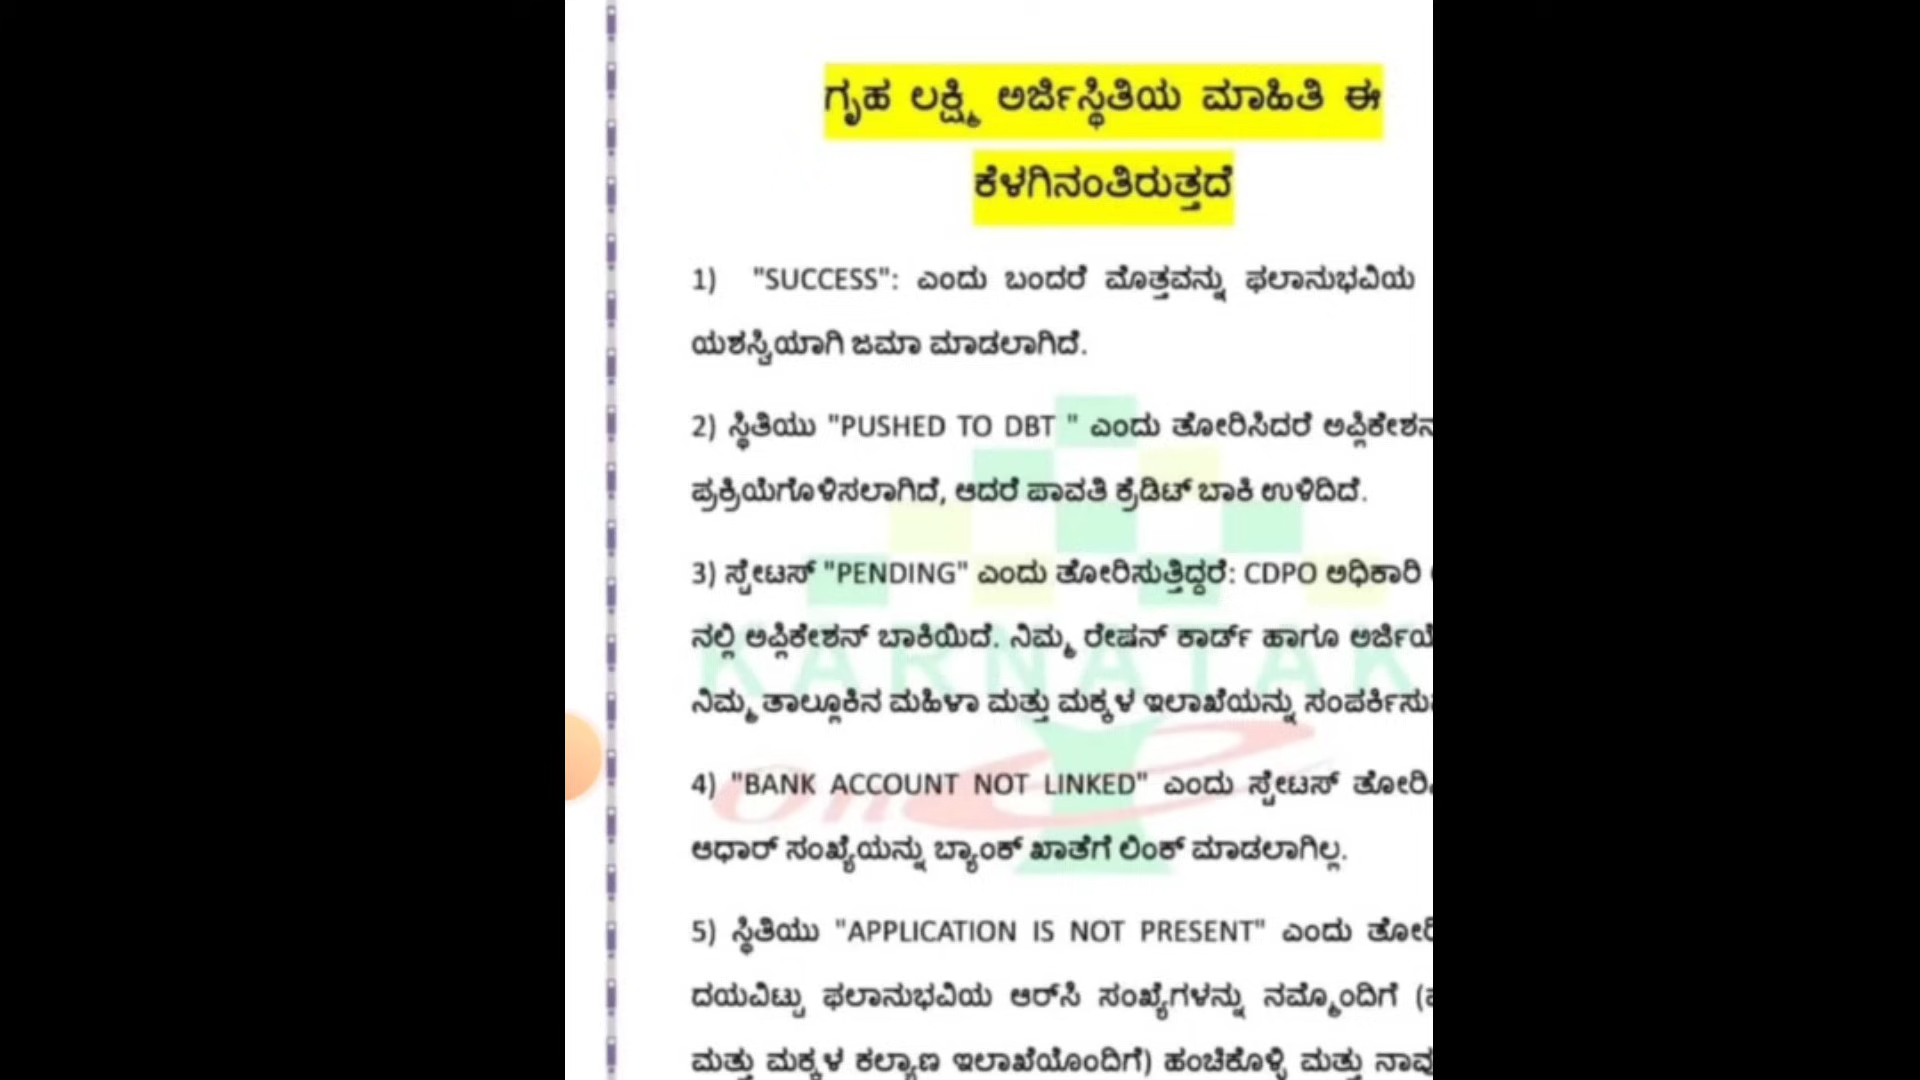 ಗೃಹ ಲಕ್ಷ್ಮಿ ಅರ್ಜಿಸ್ಥಿತಿಯ ಮಾಹಿತಿ ಈ
ಕೆಳಗಿನಂತಿರುತ್ತದೆ
1) "SUCCESS": ಎಂದು ಬಂದರೆ ಮೊತ್ತವನ್ನು ಫಲಾನುಭವಿಯ
ಯಶಸ್ವಿಯಾಗಿ ಜಮಾ ಮಾಡಲಾಗಿದೆ.
2) ಸ್ಥಿತಿಯು "PUSHED TO DBT " ಎಂದು ತೋರಿಸಿದರೆ
ಪ್ರಕ್ರಿಯೆಗೊಳಿಸಲಾಗಿದೆ, ಆದರೆ ಪಾವತಿ ಕ್ರೆಡಿಟ್ ಬಾಕಿ ಉಳಿದಿದೆ.
3) ಸ್ಟೇಟಸ್ "PENDING" ಎಂದು ತೋರಿಸುತ್ತಿದ್ದರೆ: CDPO ಅಧಿಕಾರಿ
ನಲ್ಲಿ ಅಪ್ಲಿಕೇಶನ್ ಬಾಕಿಯಿದೆ. ನಿಮ್ಮ ರೇಷನ್ ಕಾರ್ಡ್ ಹಾಗೂ
ನಿಮ್ಮ ತಾಲ್ಲೂಕಿನ ಮಹಿಳಾ ಮತ್ತು ಮಕ್ಕಳ ಇಲಾಖೆಯನ್ನು
4) "BANK ACCOUNT NOT LINKED" ಎಂದು ಸ್ಟೇಟಸ್
ಆಧಾರ್ ಸಂಖ್ಯೆಯನ್ನು ಬ್ಯಾಂಕ್ ಖಾತೆಗೆ ಲಿಂಕ್ ಮಾಡಲಾಗಿಲ್ಲ.
5) ಸ್ಥಿತಿಯು "APPLICATION IS NOT PRESENT" ಎಂದು
ದಯವಿಟ್ಟು ಫಲಾನುಭವಿಯ ಆರ್‌ಸಿ ಸಂಖ್ಯೆಗಳನ್ನು ನಮ್ಮೊಂದಿಗೆ
ಮತ್ತು ಮಕ್ಕಳ ಕಲ್ಯಾಣ ಇಲಾಖೆಯೊಂದಿಗೆ) ಹಂಚಿಕೊಳ್ಳಿ ಮತ್ತು